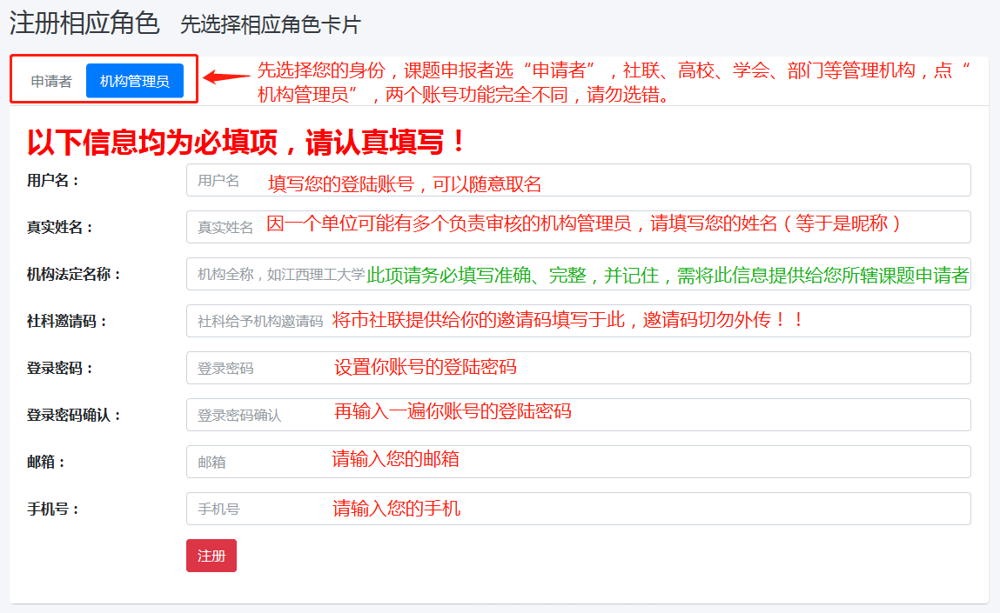 注册相应角色 先选择相应角色卡片
申请者 机构管理员 先选择您的身份，课题申报者选“申请者”，社联、高校、学会、部门等管理机构，点“
机构管理员”，两个账号功能完全不同，请勿选错。
以下信息均为必填项，请认真填写！
用户名： 用户名 填写您的登陆账号，可以随意取名
真实姓名： 真实姓名 因一个单位可能有多个负责审核的机构管理员，请填写您的姓名（等于是昵称）
机构法定名称： 机构全称，如江西理工大学 此项请务必填写准确、完整，并记住，需将此信息提供给您所辖课题申请者
社科邀请码： 社科给予机构邀请码 将市社联提供给你的邀请码填写于此，邀请码切勿外传！！
登录密码： 登录密码 设置你账号的登陆密码
登录密码确认： 登录密码确认 再输入一遍你账号的登陆密码
邮箱： 邮箱 请输入您的邮箱
手机号： 手机号 请输入您的手机
注册